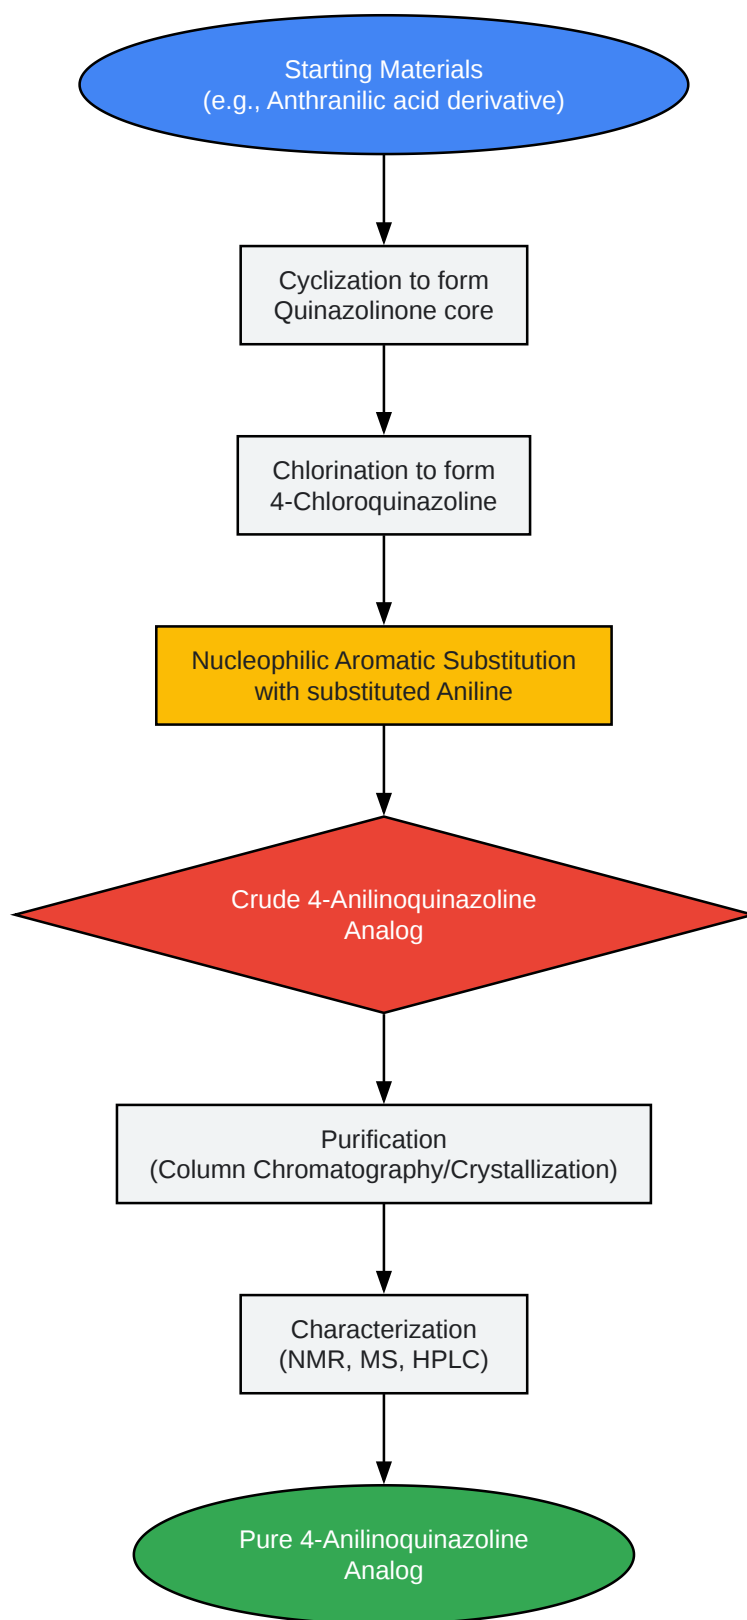 Starting Materials
(e.g., Anthranilic acid derivative)
Cyclization to form
Quinazolinone core
Chlorination to form
4-Chloroquinazoline
Nucleophilic Aromatic Substitution
with substituted Aniline
Crude 4-Anilinoquinazoline
Analog
Purification
(Column Chromatography/Crystallization)
Characterization
(NMR, MS, HPLC)
Pure 4-Anilinoquinazoline
Analog